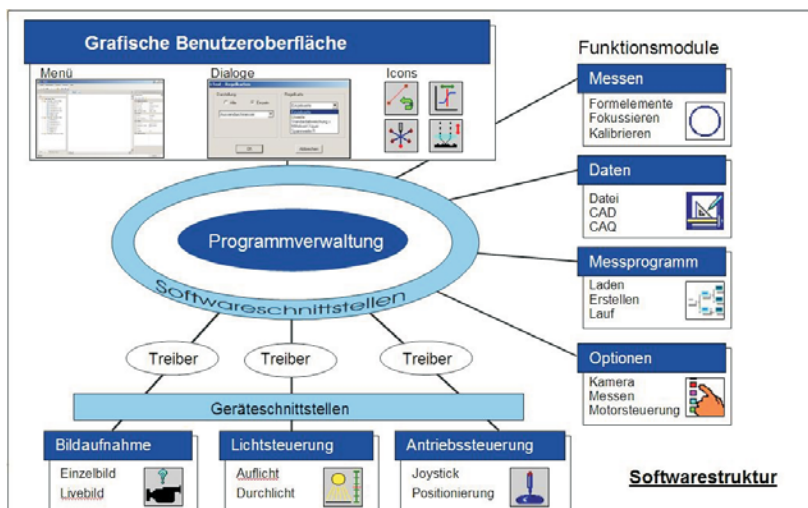 Grafische Benutzeroberfläche
Menü
Dialoge
Icons
OK
Abbrechen
Funktionsmodule
Messen
Formelemente
Fokussieren
Kalibrieren
Daten
Datei
CAD
CAQ
Messprogramm
Laden
Erstellen
Lauf
Optionen
Kamera
Messen
Motorsteuerung
Programmverwaltung
Softwareschnittstellen
Treiber
Treiber
Treiber
Geräteschnittstellen
Bildaufnahme
Einzelbild
Livebild
Lichtsteuerung
Auflicht
Durchlicht
Antriebssteuerung
Joystick
Positionierung
Softwarestruktur